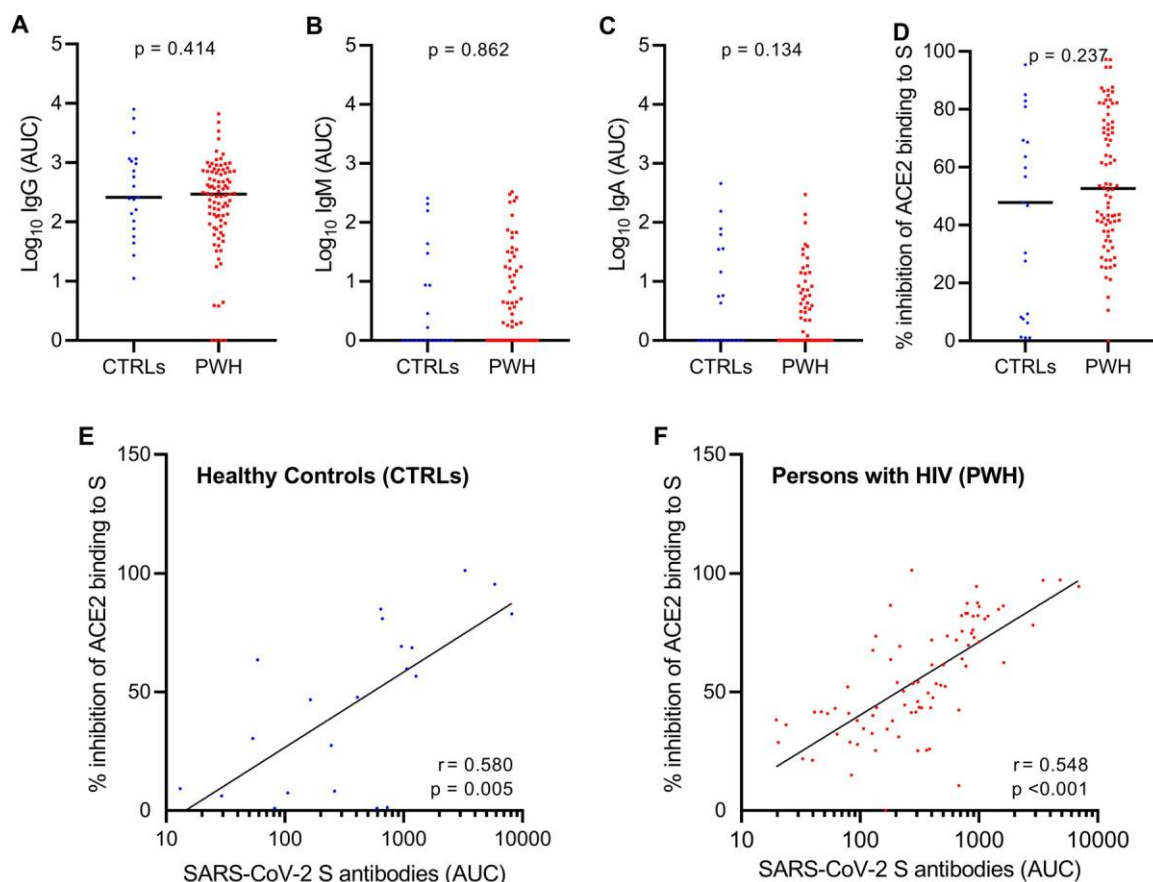 A
p = 0.414
Log10 IgG (AUC)
5
4
3
2
1
0
CTRLs PWH
B
p = 0.862
Log10 IgM (AUC)
5
4
3
2
1
0
CTRLs PWH
C
p = 0.134
Log10 IgA (AUC)
5
4
3
2
1
0
CTRLs PWH
D
p = 0.237
% inhibition of ACE2 binding to S
100
80
60
40
20
0
CTRLs PWH
E
Healthy Controls (CTRLs)
% inhibition of ACE2 binding to S
150
100
50
0
r = 0.580
p = 0.005
10 100 1000 10000
SARS-CoV-2 S antibodies (AUC)
F
Persons with HIV (PWH)
% inhibition of ACE2 binding to S
150
100
50
0
r = 0.548
p <0.001
10 100 1000 10000
SARS-CoV-2 S antibodies (AUC)